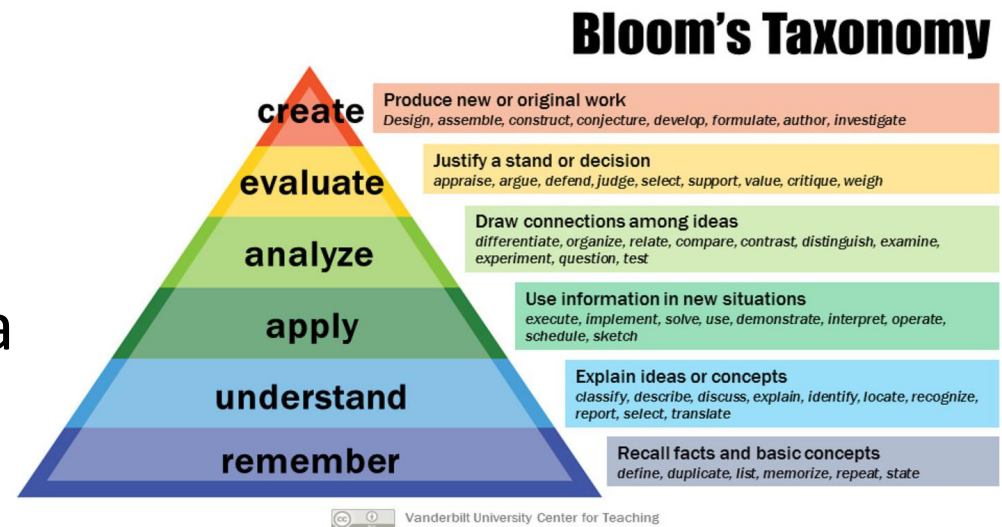 Bloom's Taxonomy
create
Produce new or original work
Design, assemble, construct, conjecture, develop, formulate, author, investigate
evaluate
Justify a stand or decision
appraise, argue, defend, judge, select, support, value, critique, weigh
analyze
Draw connections among ideas
differentiate, organize, relate, compare, contrast, distinguish, examine,
experiment, question, test
a
apply
Use information in new situations
execute, implement, solve, use, demonstrate, interpret, operate,
schedule, sketch
understand
Explain ideas or concepts
classify, describe, discuss, explain, identify, locate, recognize,
report, select, translate
remember
Recall facts and basic concepts
define, duplicate, list, memorize, repeat, state
cc
Vanderbilt University Center for Teaching